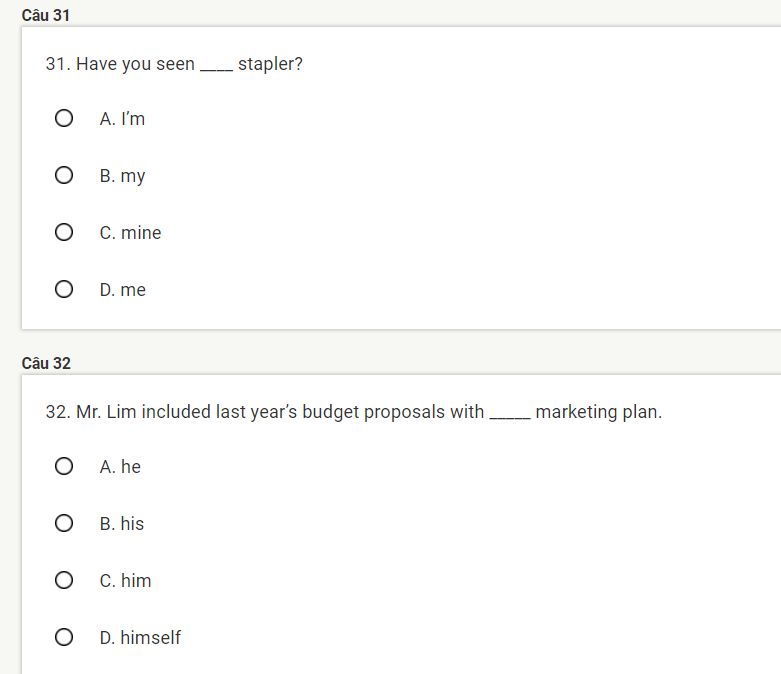 Câu 31
31. Have you seen ____ stapler?
A. I’m
B. my
C. mine
D. me
Câu 32
32. Mr. Lim included last year’s budget proposals with _____ marketing plan.
A. he
B. his
C. him
D. himself